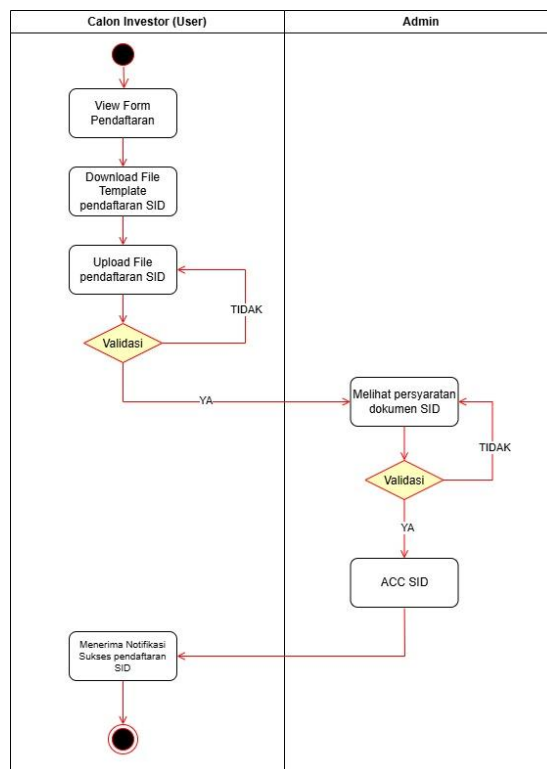 Calon Investor (User)
Admin
View Form
Pendaftaran
Download File
Template
pendaftaran SID
Upload File
pendaftaran SID
TIDAK
Validasi
YA
Melihat persyaratan
dokumen SID
TIDAK
Validasi
YA
ACC SID
Menerima Notifikasi
Sukses pendaftaran
SID